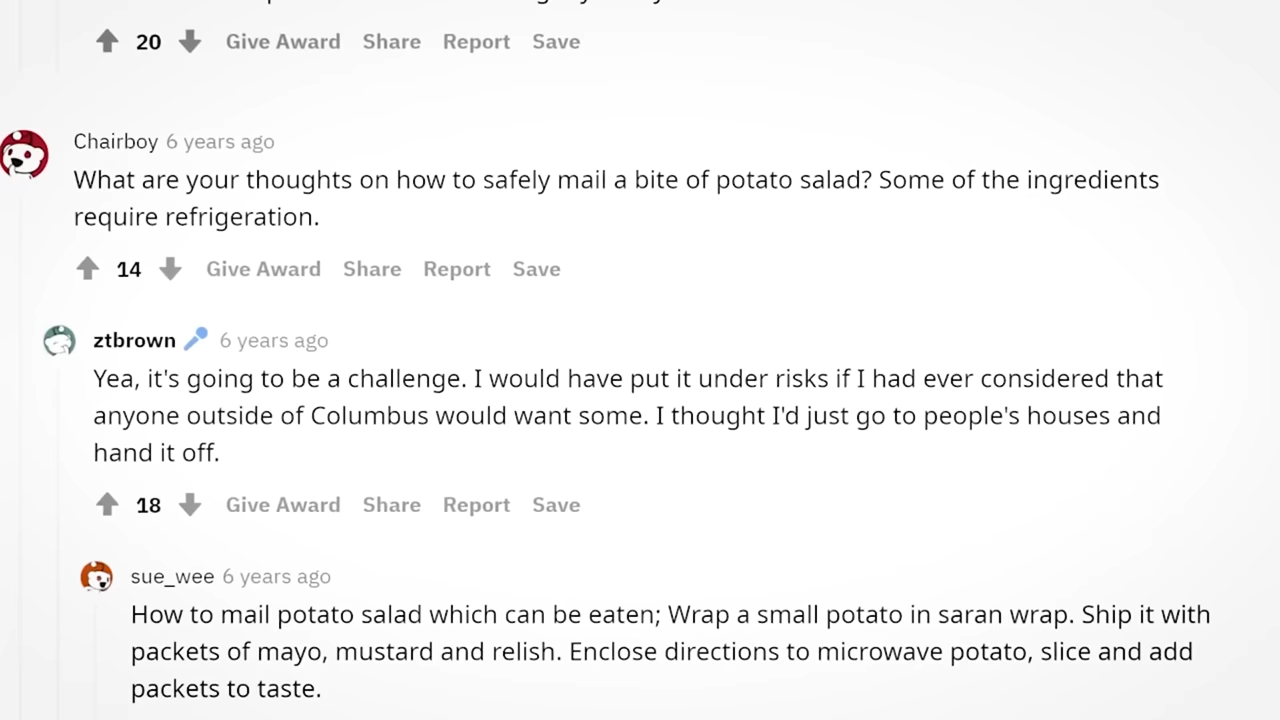 20 Give Award Share Report Save
Chairboy 6 years ago
What are your thoughts on how to safely mail a bite of potato salad? Some of the ingredients
require refrigeration.
14 Give Award Share Report Save
ztbrown 6 years ago
Yea, it's going to be a challenge. I would have put it under risks if I had ever considered that
anyone outside of Columbus would want some. I thought I'd just go to people's houses and
hand it off.
18 Give Award Share Report Save
sue_wee 6 years ago
How to mail potato salad which can be eaten; Wrap a small potato in saran wrap. Ship it with
packets of mayo, mustard and relish. Enclose directions to microwave potato, slice and add
packets to taste.